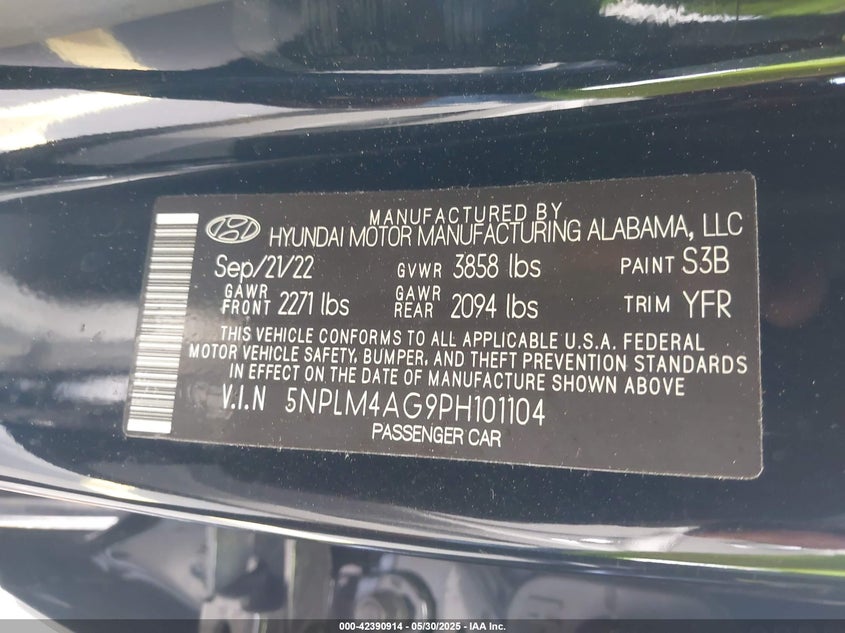 MANUFACTURED BY
HYUNDAI MOTOR MANUFACTURING ALABAMA, LLC
Sep/21/22 GVWR 3858 lbs PAINT S3B
GAWR FRONT 2271 lbs GAWR REAR 2094 lbs TRIM YFR
THIS VEHICLE CONFORMS TO ALL APPLICABLE U.S.A. FEDERAL
MOTOR VEHICLE SAFETY, BUMPER, AND THEFT PREVENTION STANDARDS
IN EFFECT ON THE DATE OF MANUFACTURE SHOWN ABOVE
V.I.N 5NPLM4AG9PH101104
PASSENGER CAR
000-42390914 - 05/30/2025 - IAA Inc.